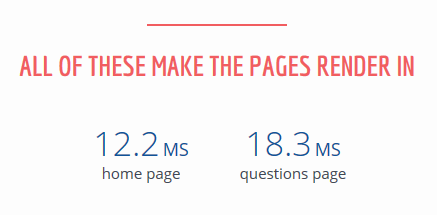 ALL OF THESE MAKE THE PAGES RENDER IN
12.2 MS 18.3 MS
home page questions page